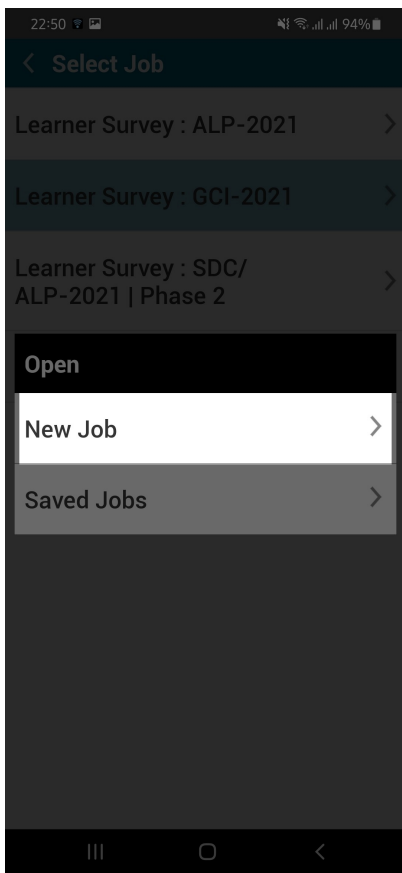 22:50 94%
Select Job
Learner Survey : ALP-2021
Learner Survey : GCI-2021
Learner Survey : SDC/
ALP-2021 | Phase 2
Open
New Job
Saved Jobs